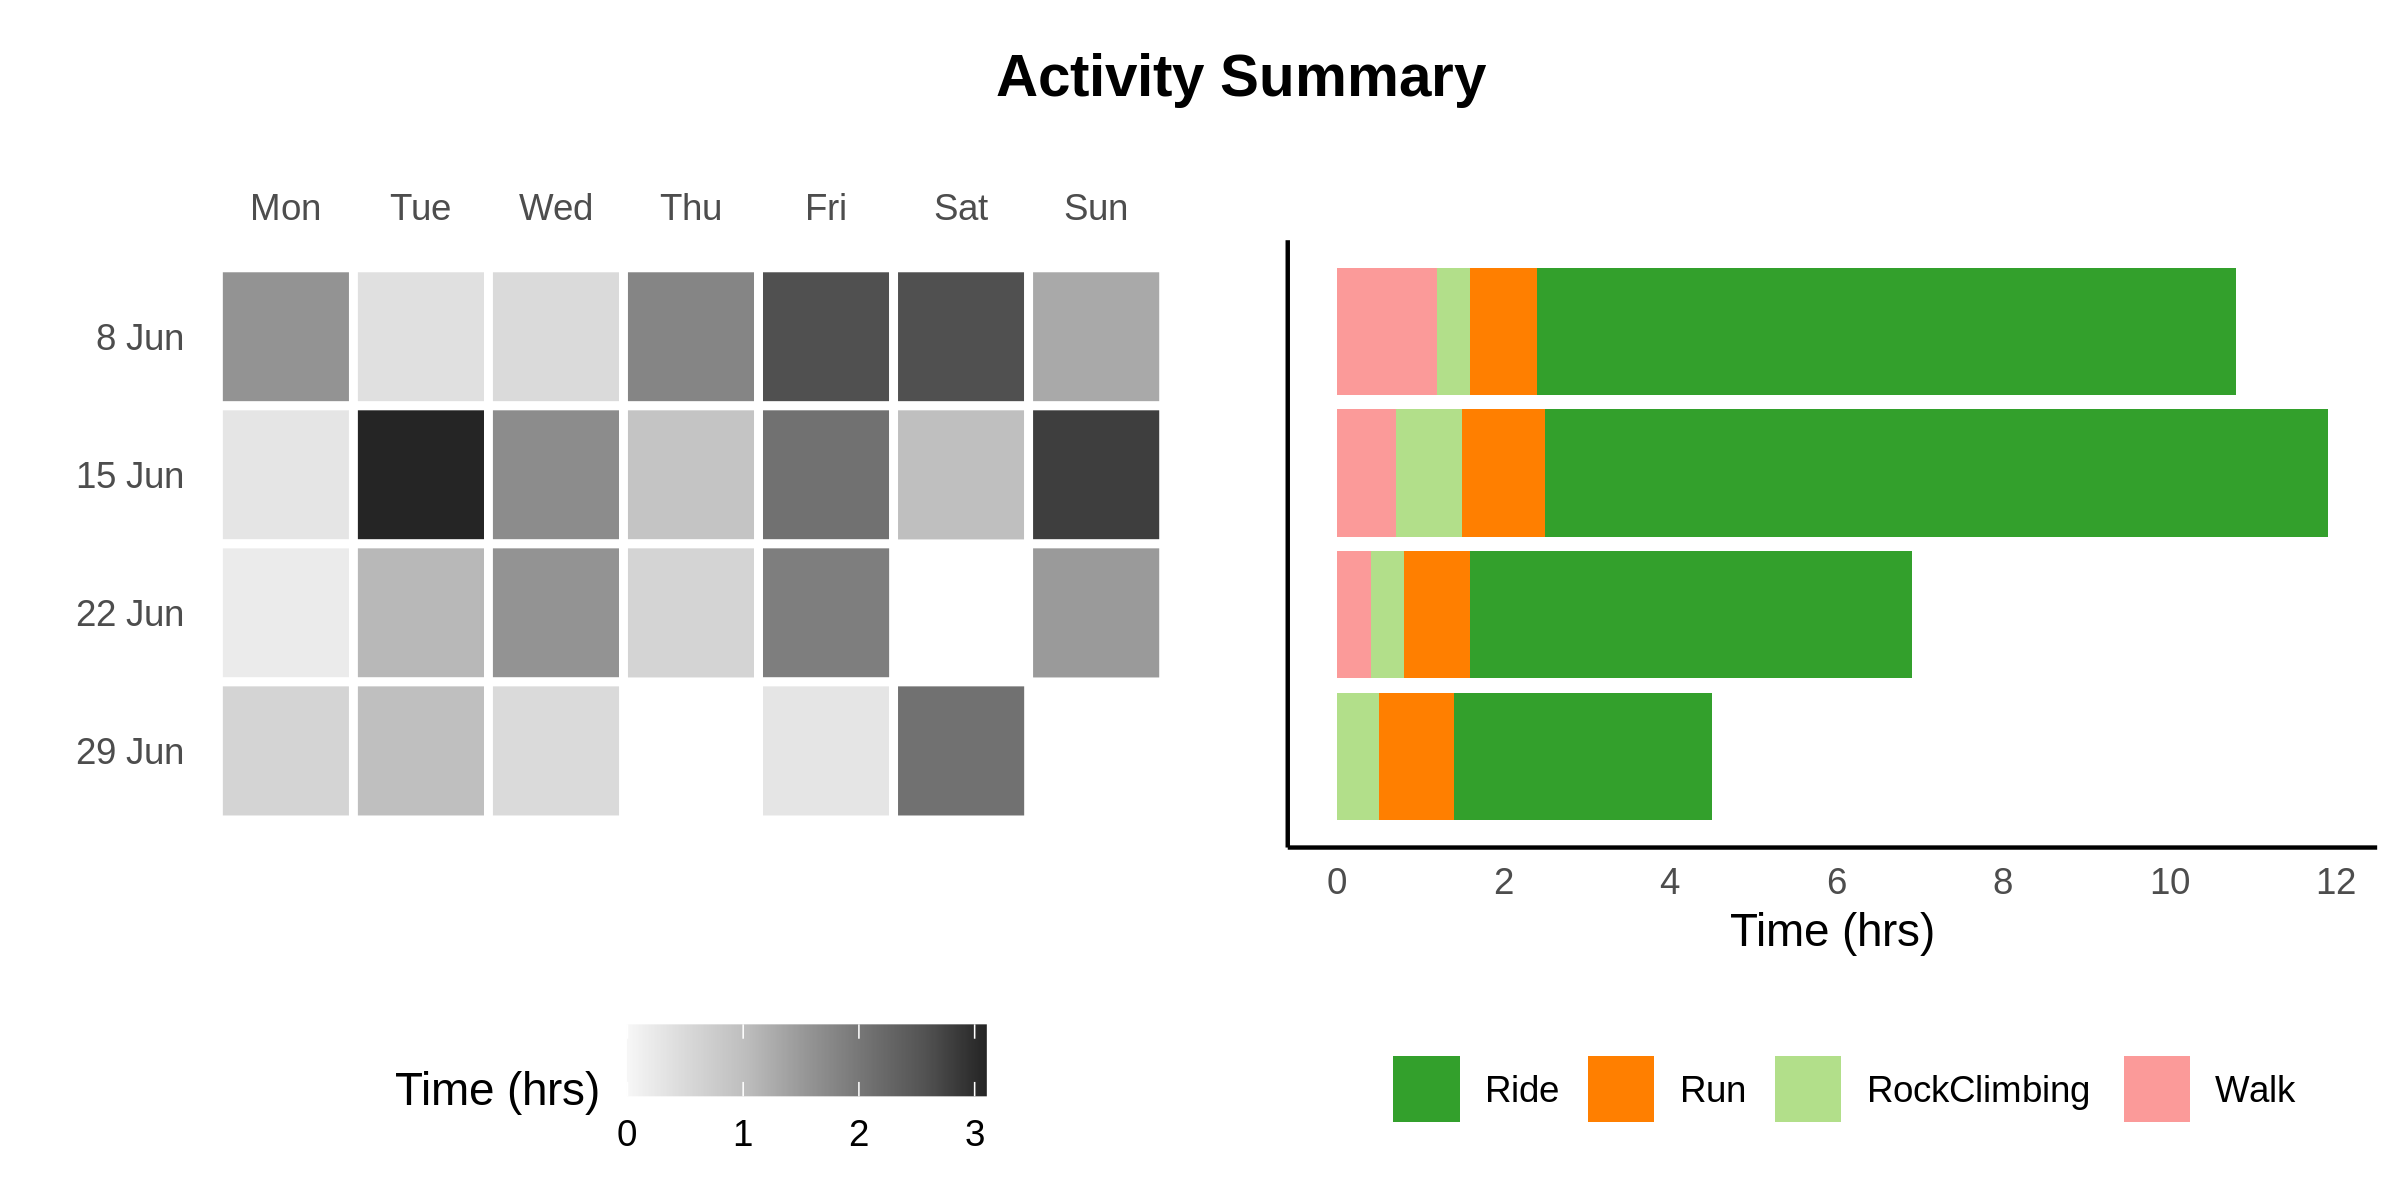 Activity Summary
Mon Tue Wed Thu Fri Sat Sun
8 Jun
15 Jun
22 Jun
29 Jun
0 2 4 6 8 10 12
Time (hrs)
Time (hrs)
0 1 2 3
Ride Run RockClimbing Walk